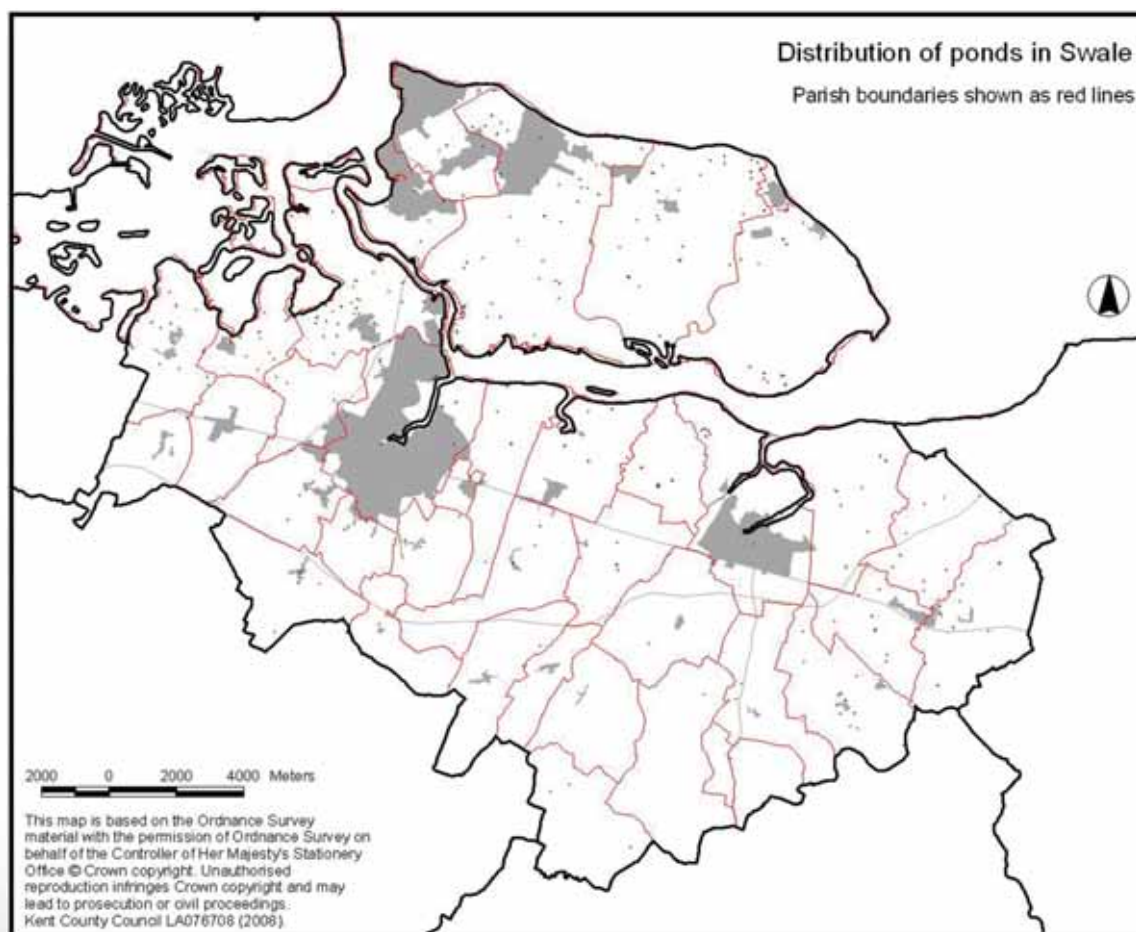 Distribution of ponds in Swale
Parish boundaries shown as red lines
2000 0 2000 4000 Meters
This map is based on the Ordnance Survey
material with the permission of Ordnance Survey on
behalf of the Controller of Her Majesty's Stationery
Office © Crown copyright. Unauthorised
reproduction infringes Crown copyright and may
lead to prosecution or civil proceedings.
Kent County Council LA076708 (2008).